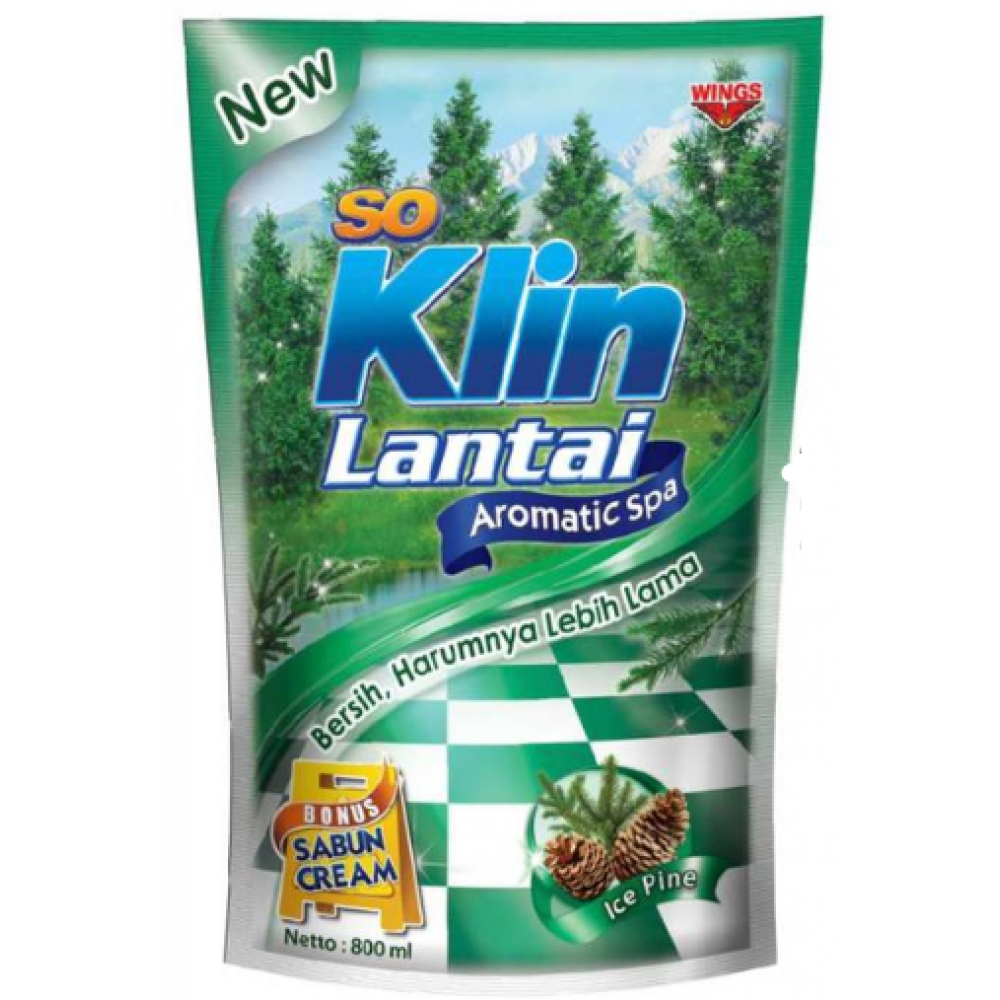 New
WINGS
SO
Klin
Lantai
Aromatic Spa
Bersih, Harumnya Lebih Lama
BONUS
SABUN
CREAM
Netto : 800 ml
Ice Pine